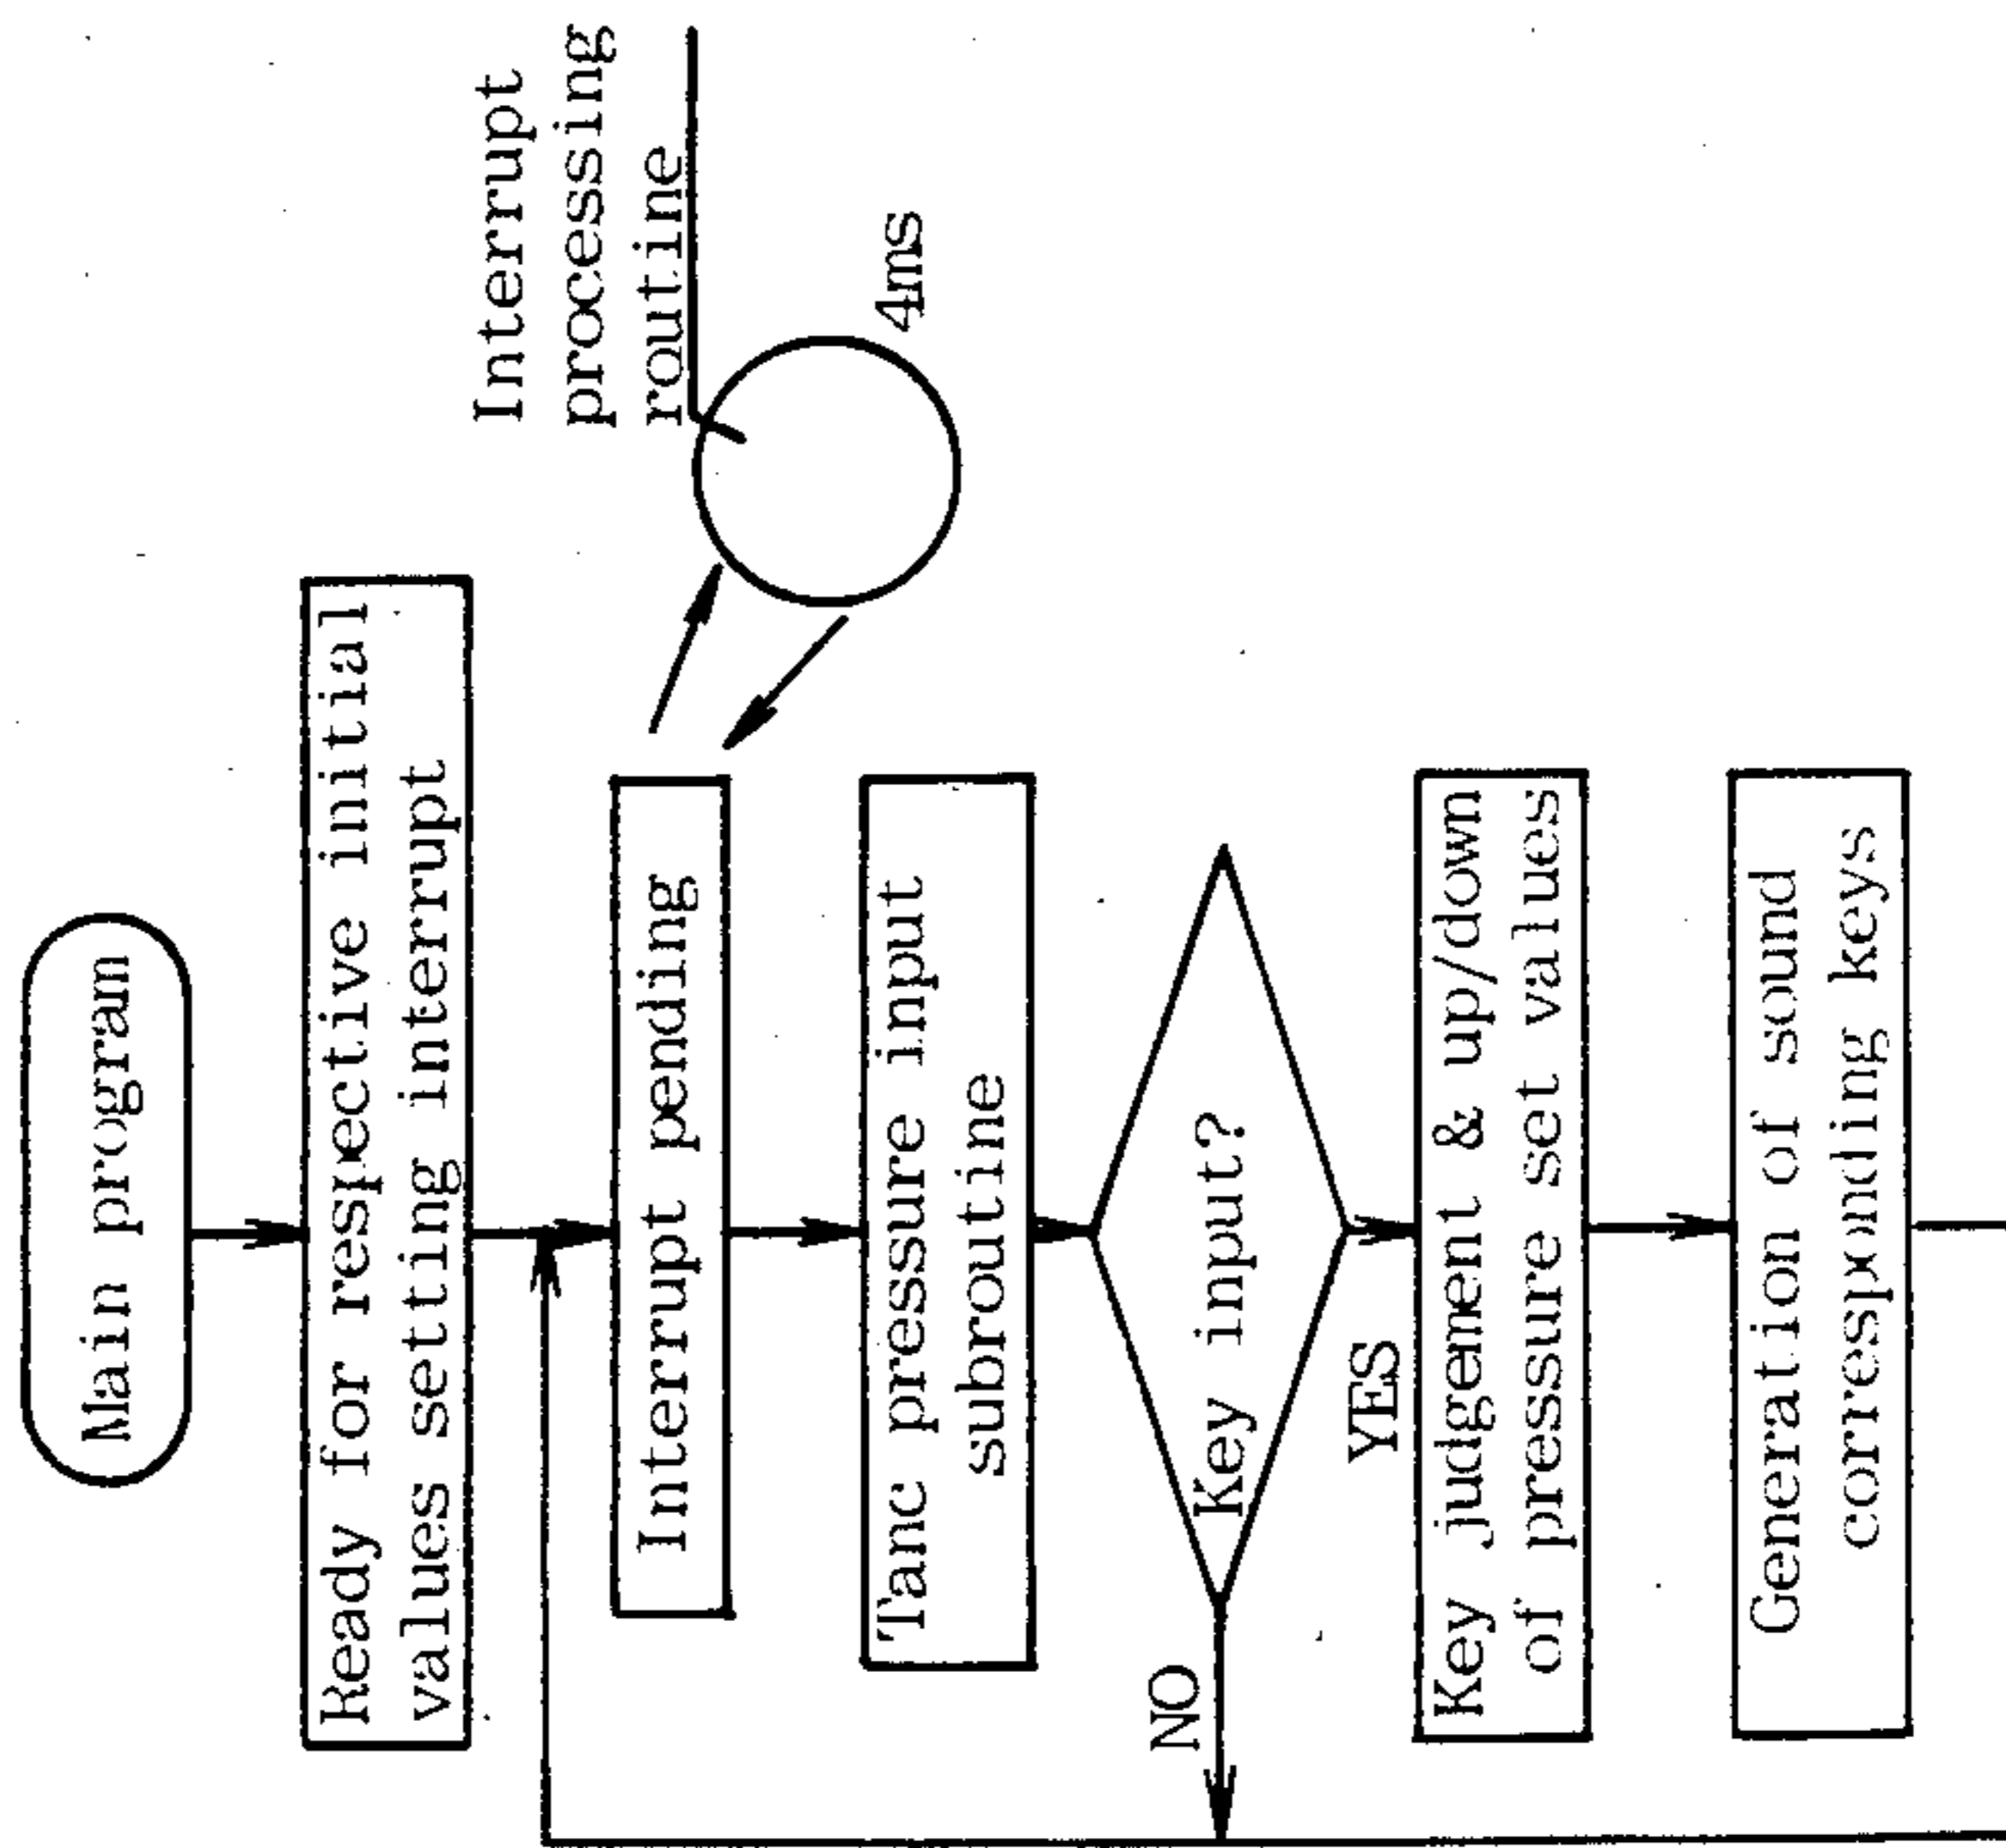 Main program
Ready for respective initial
values setting interrupt
Interrupt
processing
routine
4ms
Interrupt pending
Tanc pressure input
subroutine
Key input?
NO
YES
Key judgement & up/down
of pressure set values
Generation of sound
corresponding keys